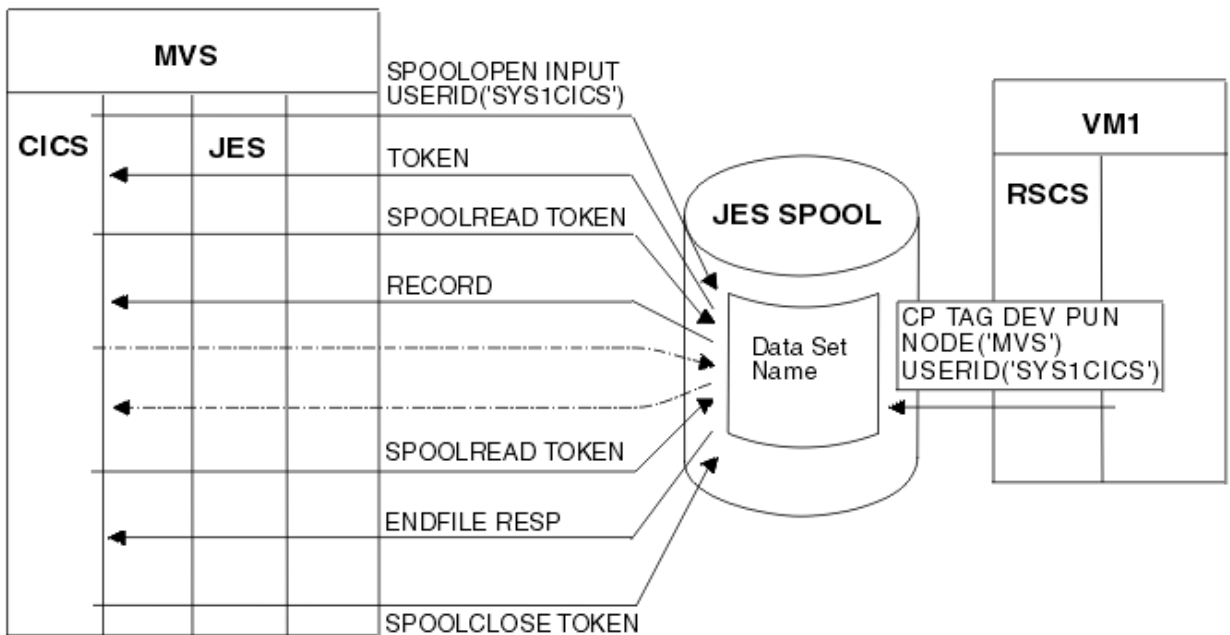 MVS
CICS
JES
SPOOLOPEN INPUT
USERID('SYS1CICS')
TOKEN
SPOOLREAD TOKEN
RECORD
SPOOLREAD TOKEN
ENDFILE RESP
SPOOLCLOSE TOKEN
JES SPOOL
Data Set
Name
VM1
RSCS
CP TAG DEV PUN
NODE('MVS')
USERID('SYS1CICS')